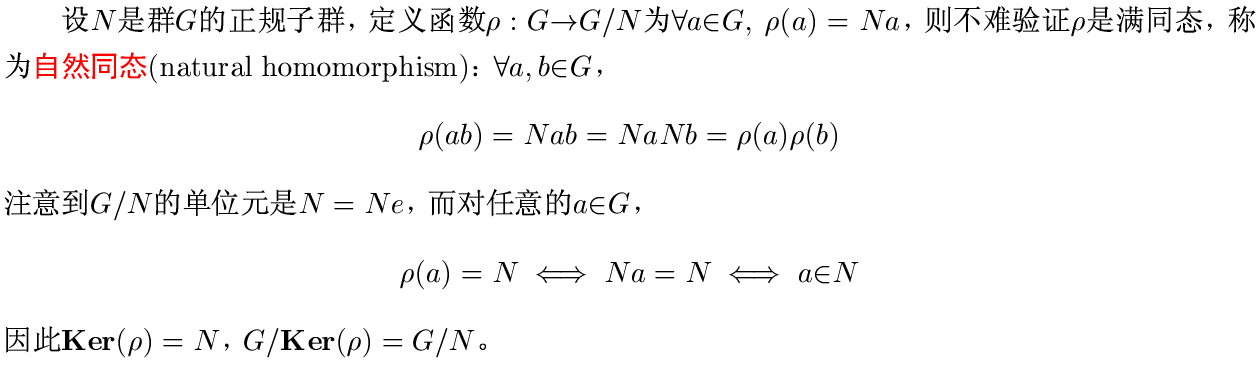 设N是群G的正规子群，定义函数ρ : G→G/N为∀a∈G, ρ(a) = Na，则不难验证ρ是满同态，称
为自然同态(natural homomorphism)：∀a, b∈G，
ρ(ab) = Nab = NaNb = ρ(a)ρ(b)
注意到G/N的单位元是N = Ne，而对任意的a∈G，
ρ(a) = N ⟺ Na = N ⟺ a∈N
因此Ker(ρ) = N，G/Ker(ρ) = G/N。